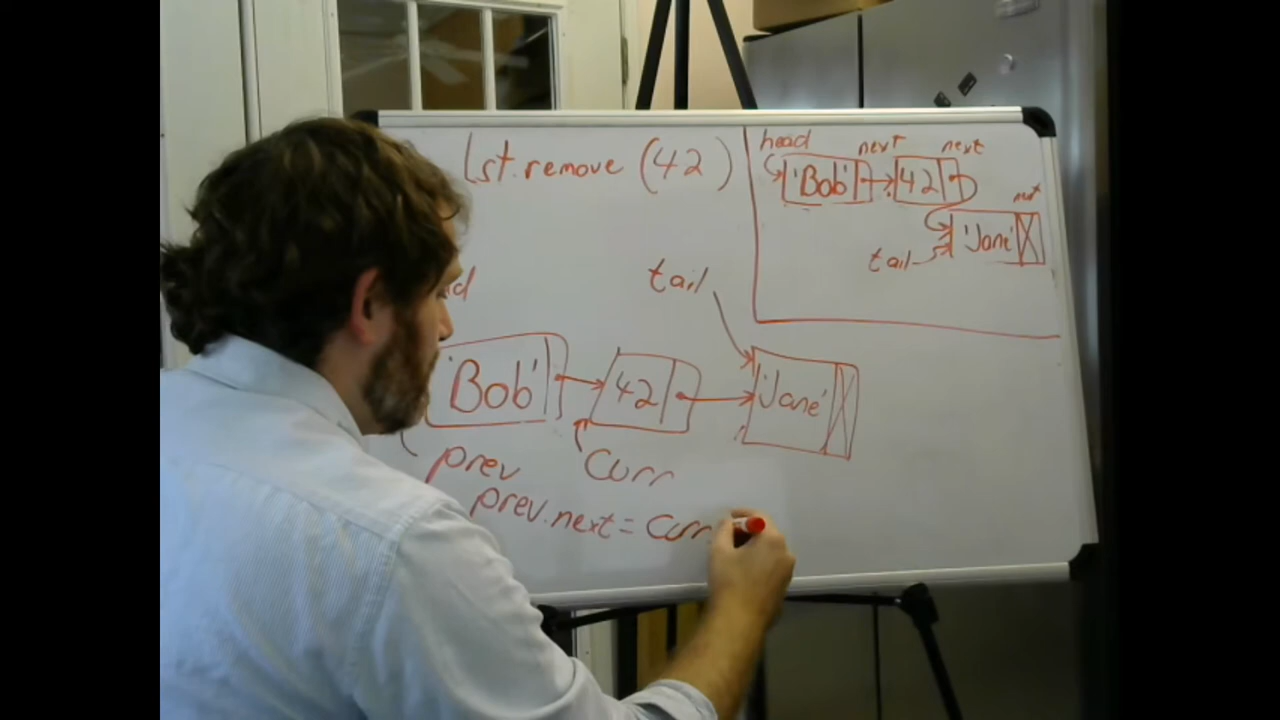 lst.remove (42)
head next next
'Bob' 42
'Jane'
tail
tail
'Bob' 42 'Jane'
prev curr
prev.next = curr